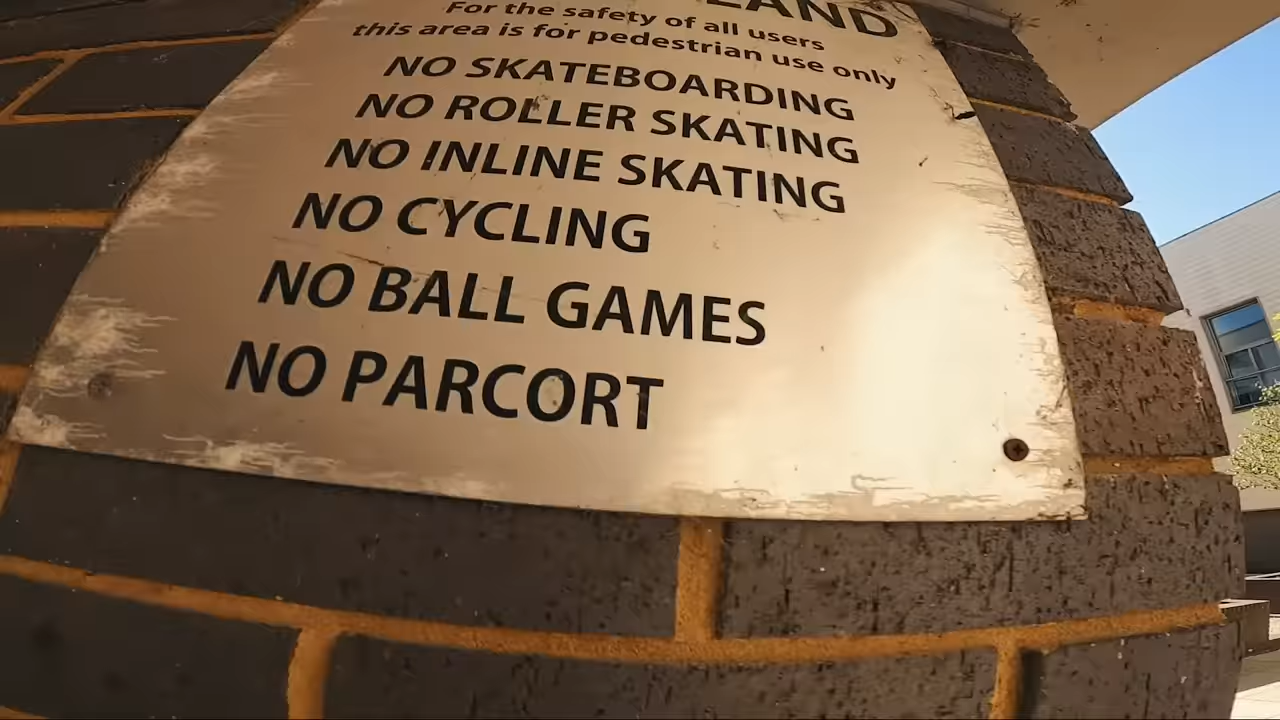 For the safety of all users
this area is for pedestrian use only
NO SKATEBOARDING
NO ROLLER SKATING
NO INLINE SKATING
NO CYCLING
NO BALL GAMES
NO PARCORT